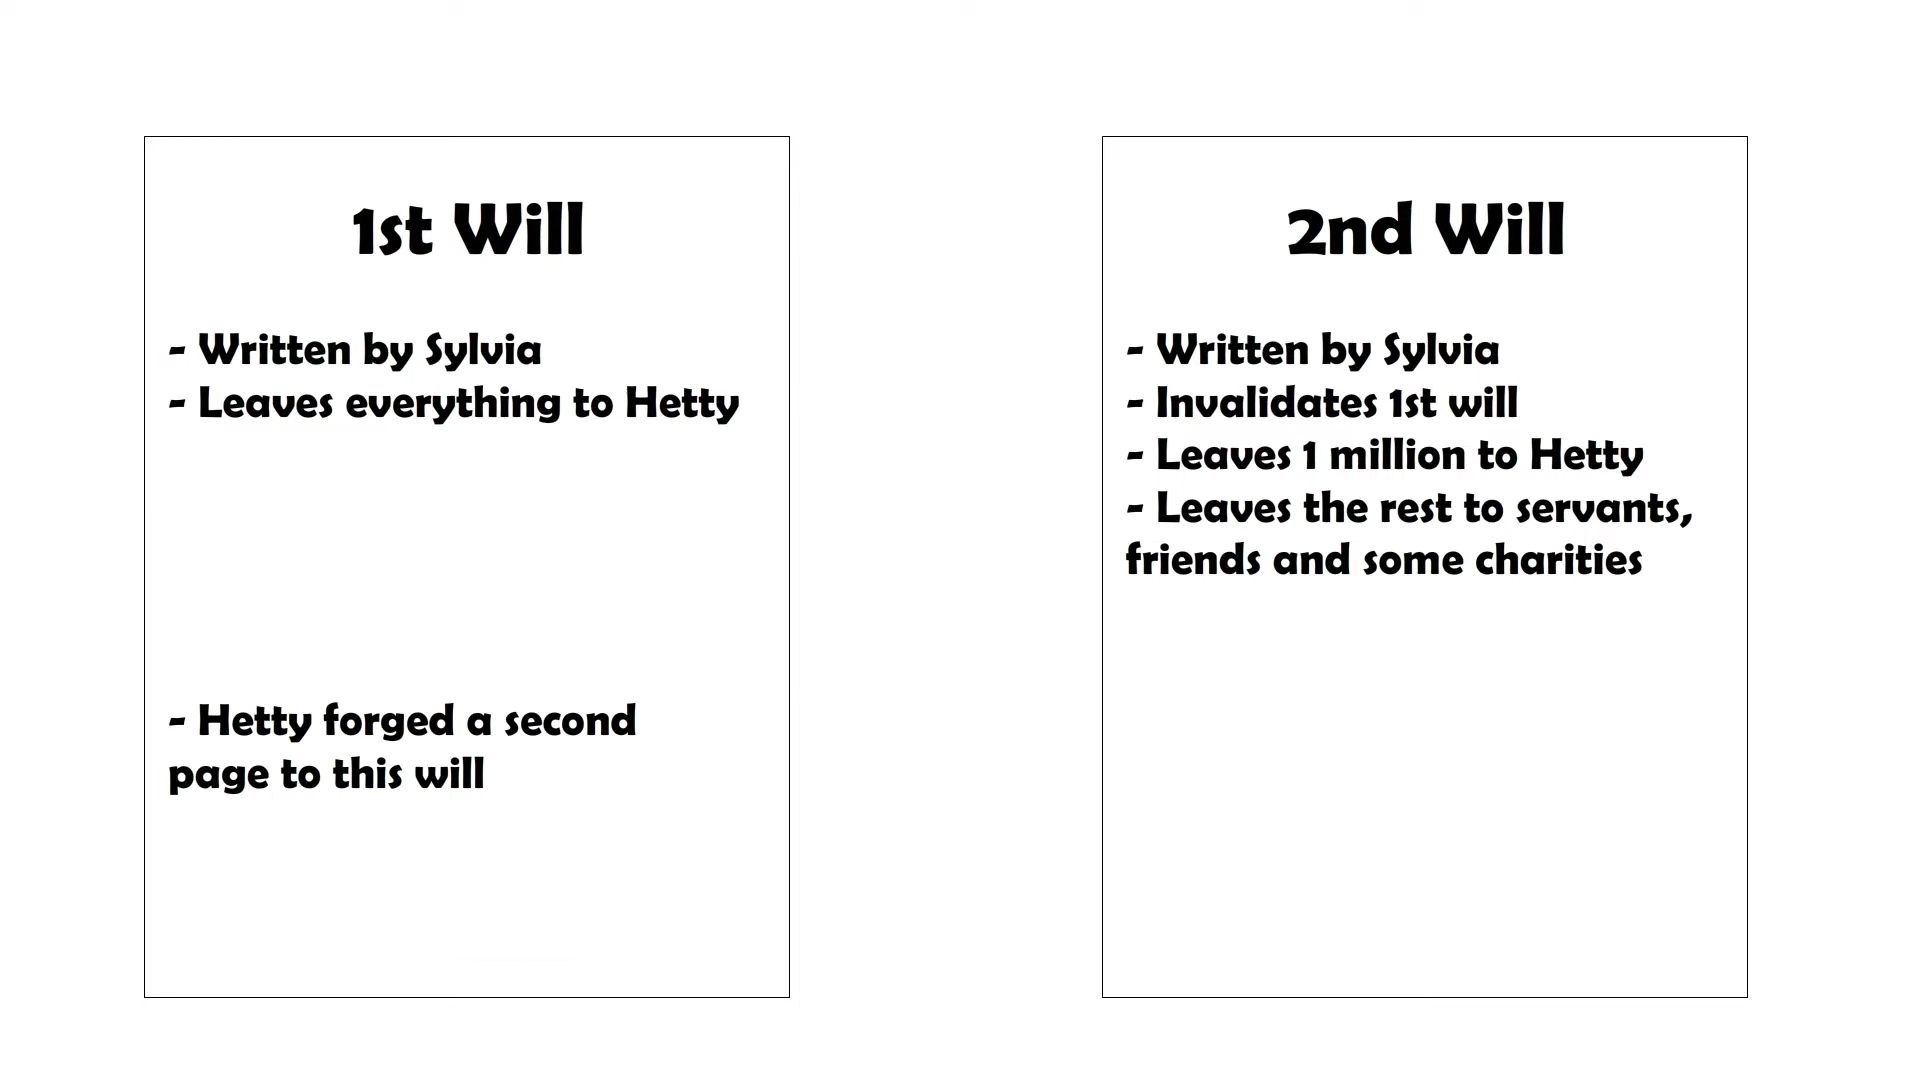 1st Will
- Written by Sylvia
- Leaves everything to Hetty
- Hetty forged a second
page to this will
2nd Will
- Written by Sylvia
- Invalidates 1st will
- Leaves 1 million to Hetty
- Leaves the rest to servants,
friends and some charities